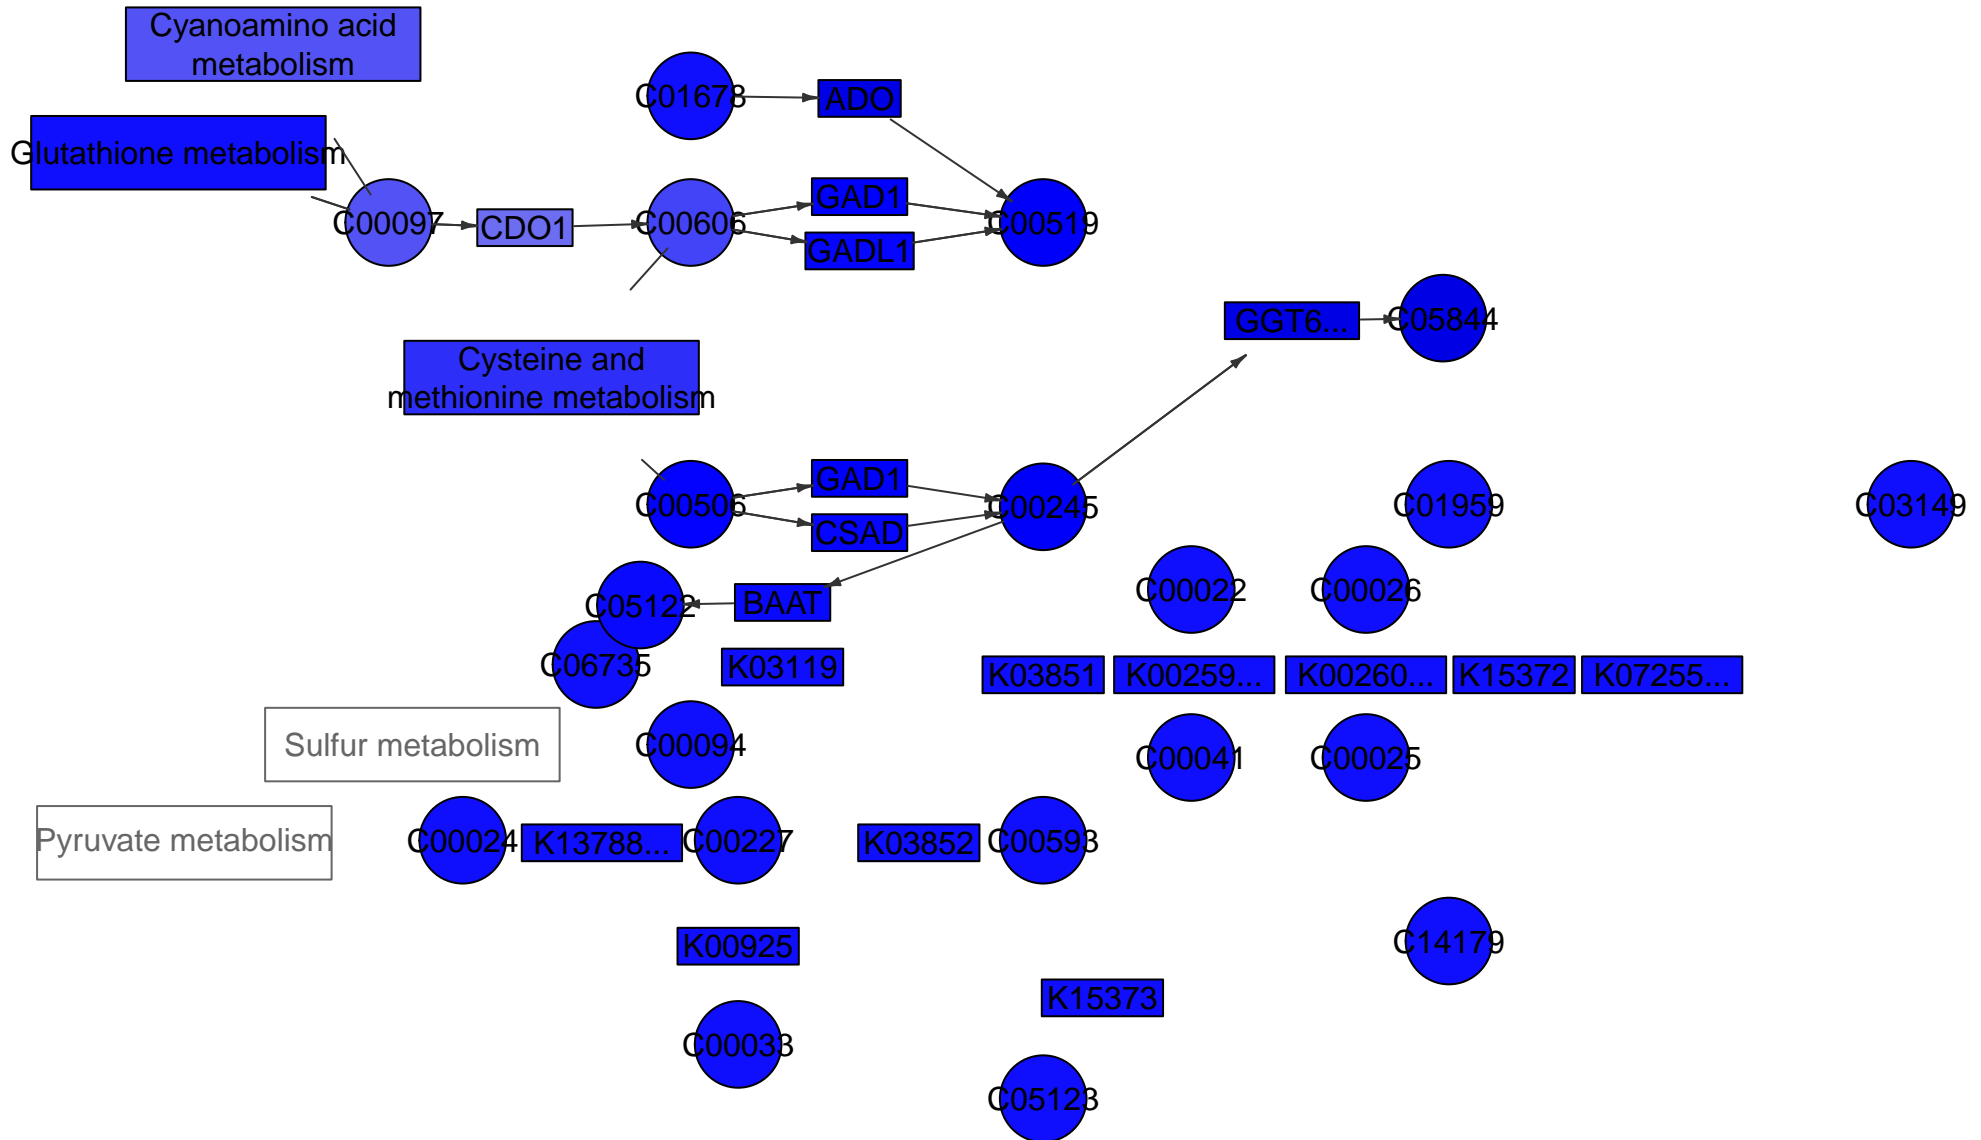 Cyanoamino acid
metabolism
C01678
ADO
Glutathione metabolism
C00097
CDO1
C00606
GAD1
GADL1
C00519
GGT6...
C05844
Cysteine and
methionine metabolism
C00506
GAD1
CSAD
C00245
C01959
C03149
C05122
BAAT
C00022
C00026
C06735
K03119
K03851
K00259...
K00260...
K15372
K07255...
Sulfur metabolism
C00094
C00041
C00025
Pyruvate metabolism
C00024
K13788...
C00227
K03852
C00593
K00925
C14179
K15373
C00033
C05123